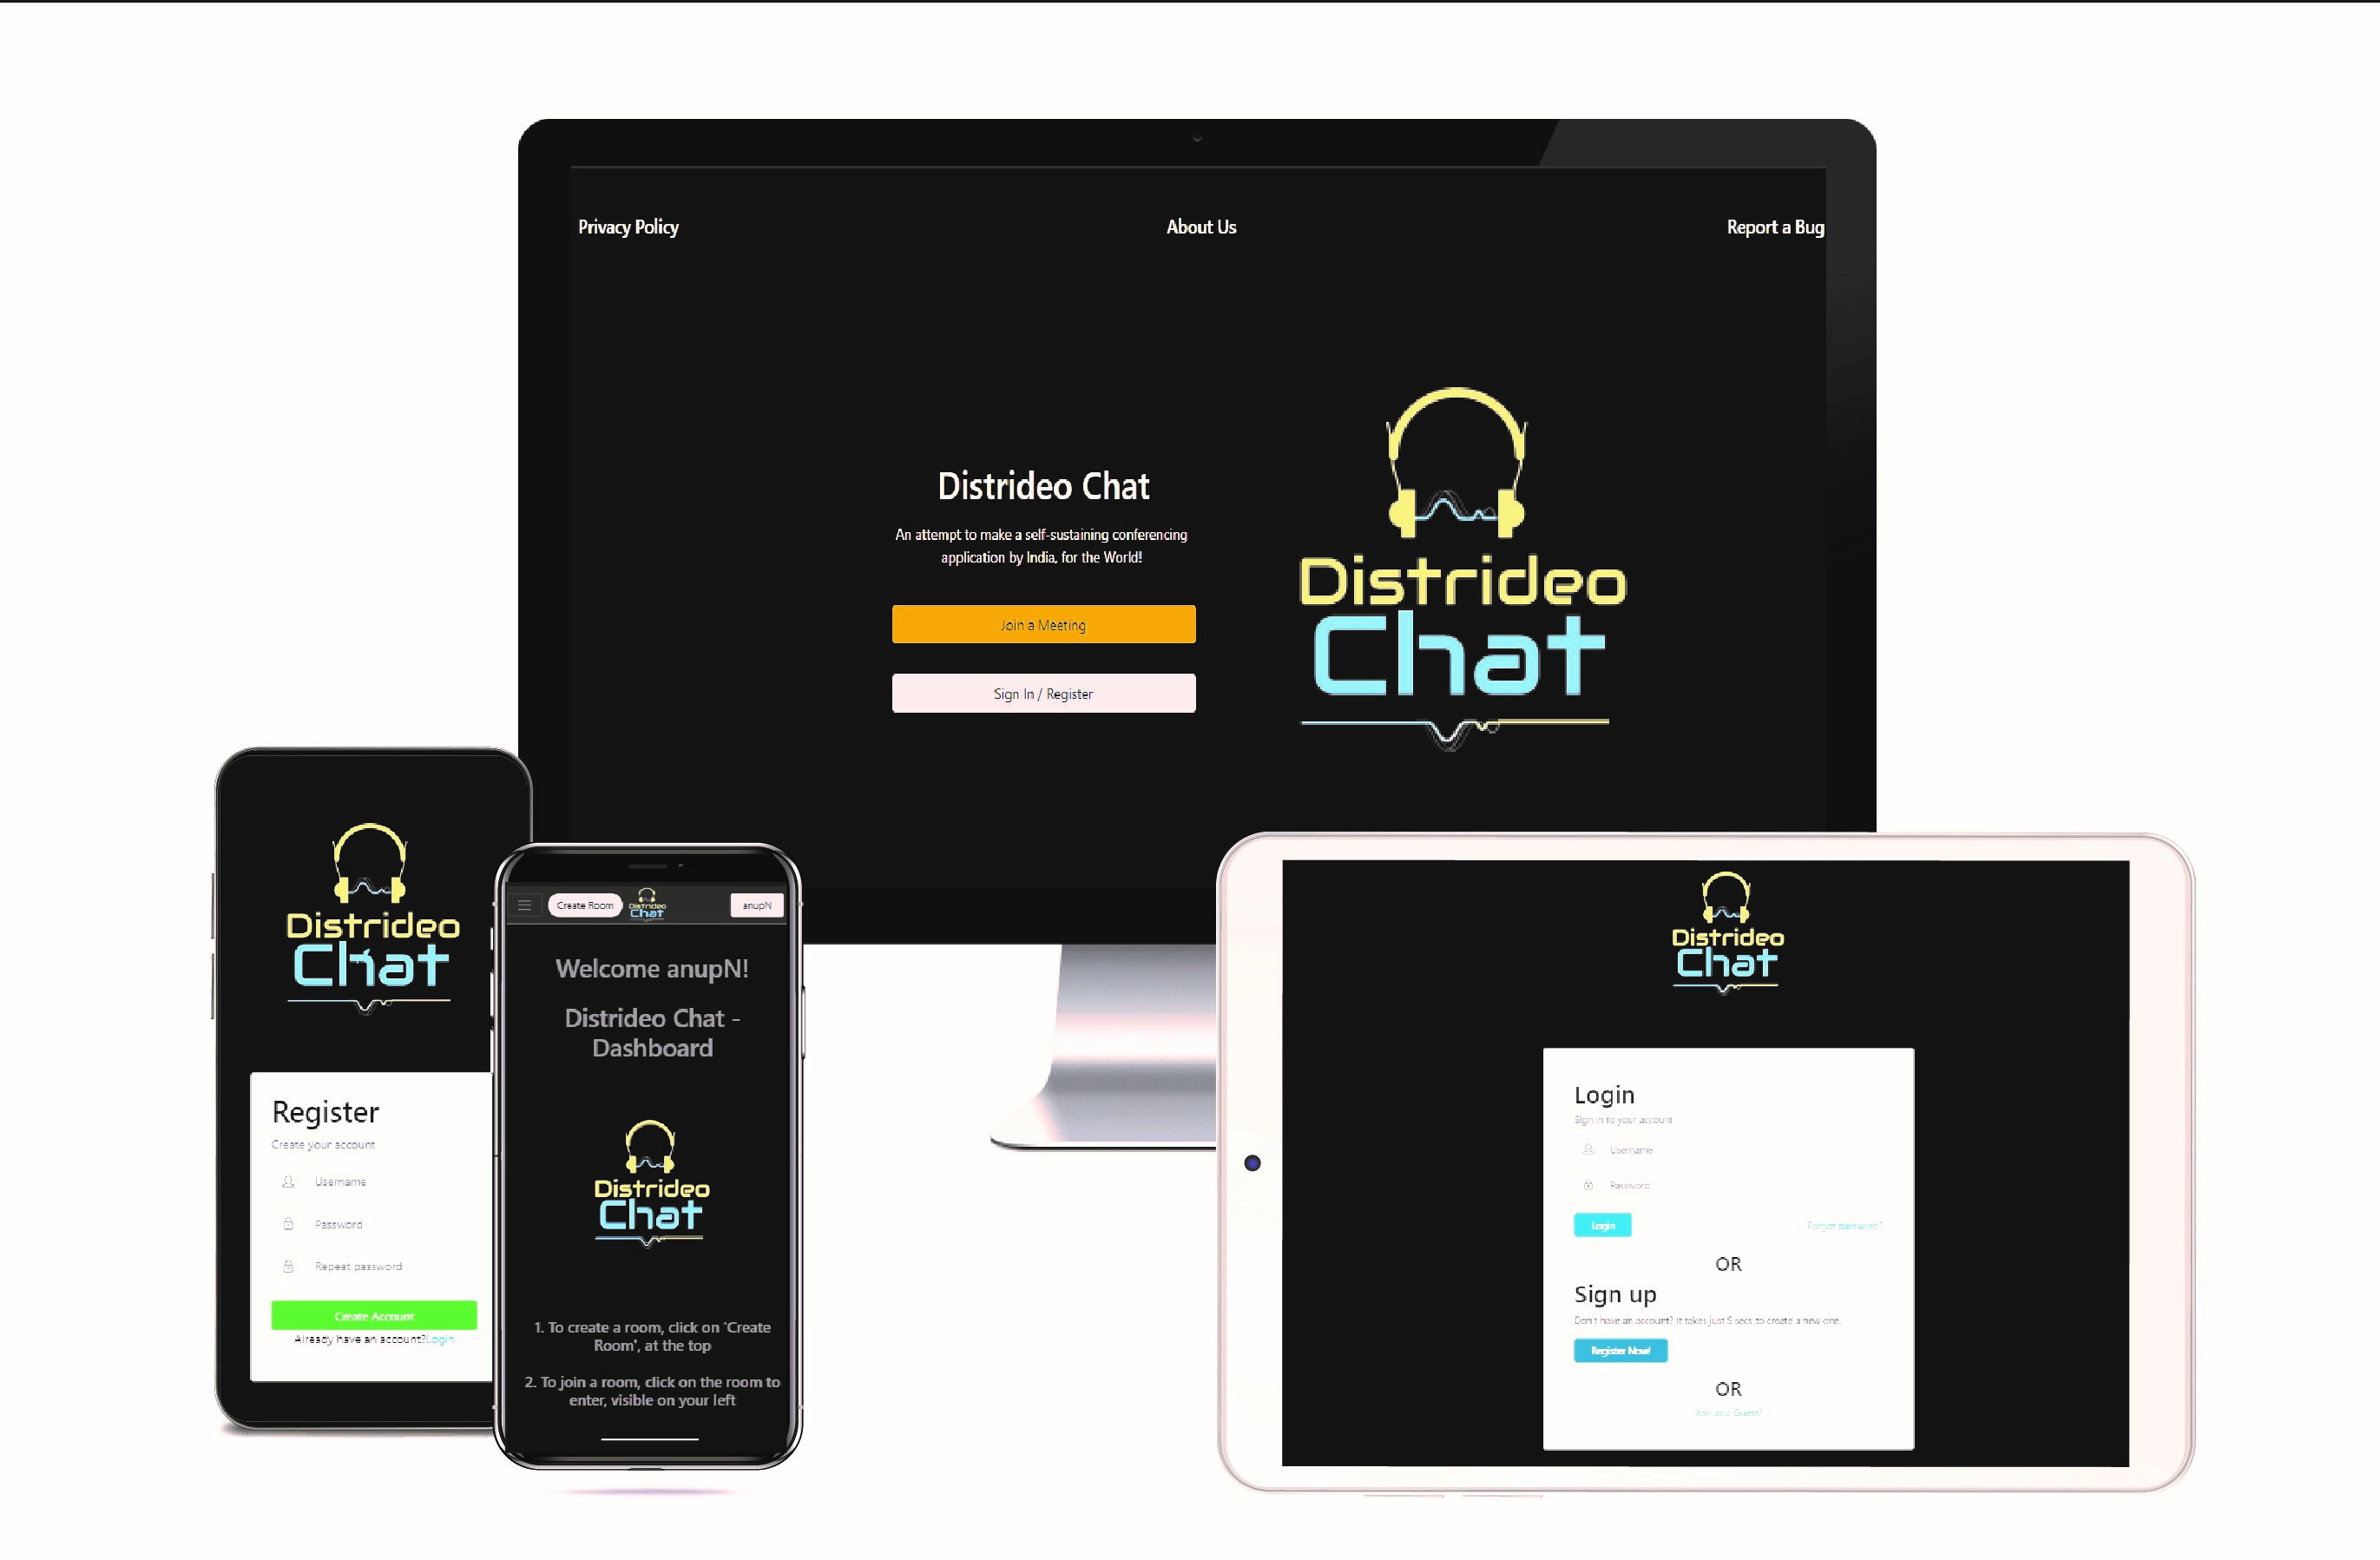 Privacy Policy
About Us
Report a Bug
Distrideo Chat
An attempt to make a self-sustaining conferencing
application by India, for the World!
Join a Meeting
Sign In / Register
Distrideo
Chat
Distrideo
Chat
Register
Create your account
Username
Password
Repeat password
Create Account
Already have an account?Login
Create Room
Distrideo
Chat
anupN
Welcome anupN!
Distrideo Chat -
Dashboard
Distrideo
Chat
1. To create a room, click on 'Create
Room', at the top
2. To join a room, click on the room to
enter, visible on your left
Distrideo
Chat
Login
Sign In to your account
Username
Password
Login
Forgot password?
OR
Sign up
Don't have an account? It takes just 5 secs to create a new one.
Register Now!
OR
Join as a Guest?